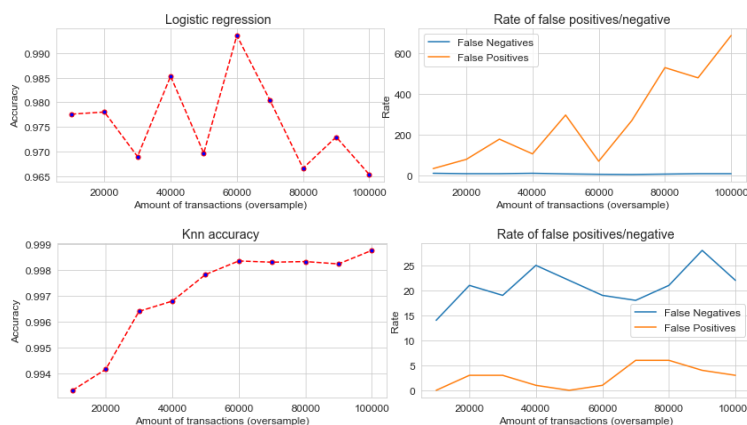 Logistic regression
Accuracy
0.990
0.985
0.980
0.975
0.970
0.965
20000 40000 60000 80000 100000
Amount of transactions (oversample)
Rate of false positives/negative
False Negatives
False Positives
Rate
600
400
200
0
20000 40000 60000 80000 100000
Amount of transactions (oversample)
Knn accuracy
Accuracy
0.999
0.998
0.997
0.996
0.995
0.994
20000 40000 60000 80000 100000
Amount of transactions (oversample)
Rate of false positives/negative
Rate
25
20
15
10
5
0
False Negatives
False Positives
20000 40000 60000 80000 100000
Amount of transactions (oversample)